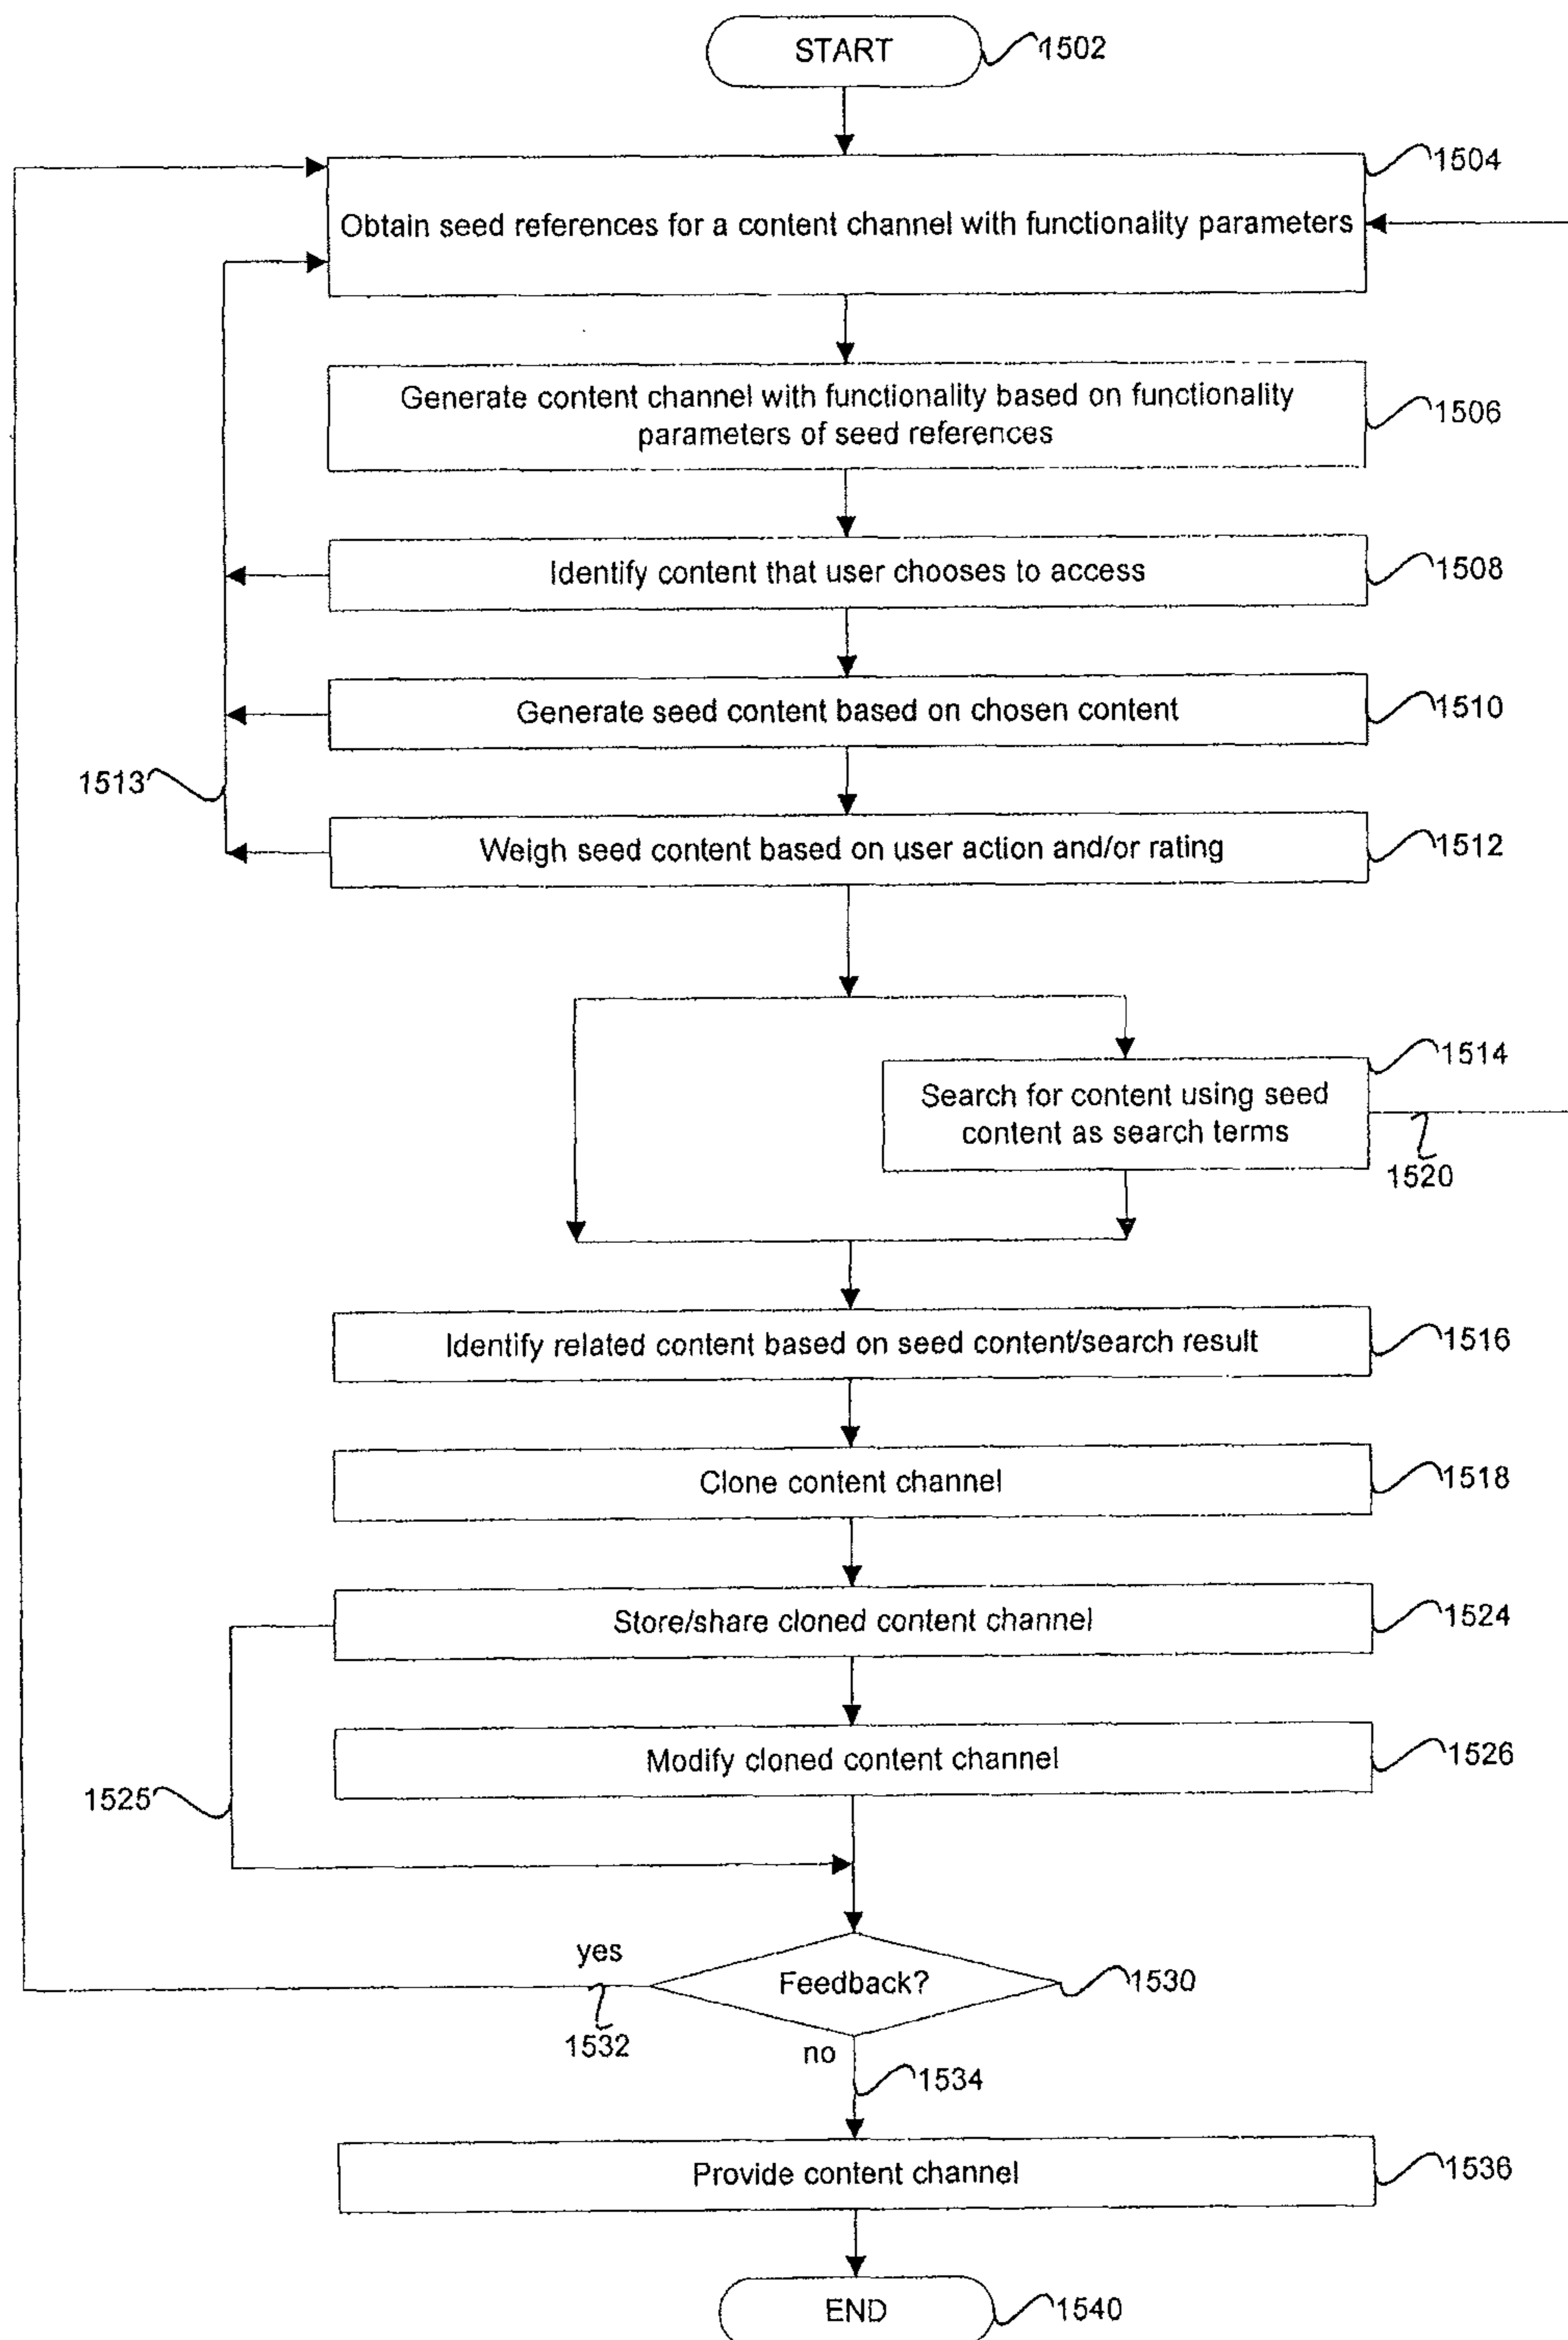 START
1502
1504
Obtain seed references for a content channel with functionality parameters
Generate content channel with functionality based on functionality
parameters of seed references
1506
Identify content that user chooses to access
1508
Generate seed content based on chosen content
1510
1513
Weigh seed content based on user action and/or rating
1512
1514
Search for content using seed
content as search terms
1520
Identify related content based on seed content/search result
1516
Clone content channel
1518
Store/share cloned content channel
1524
Modify cloned content channel
1526
1525
yes
Feedback?
1530
1532
no
1534
Provide content channel
1536
END
1540